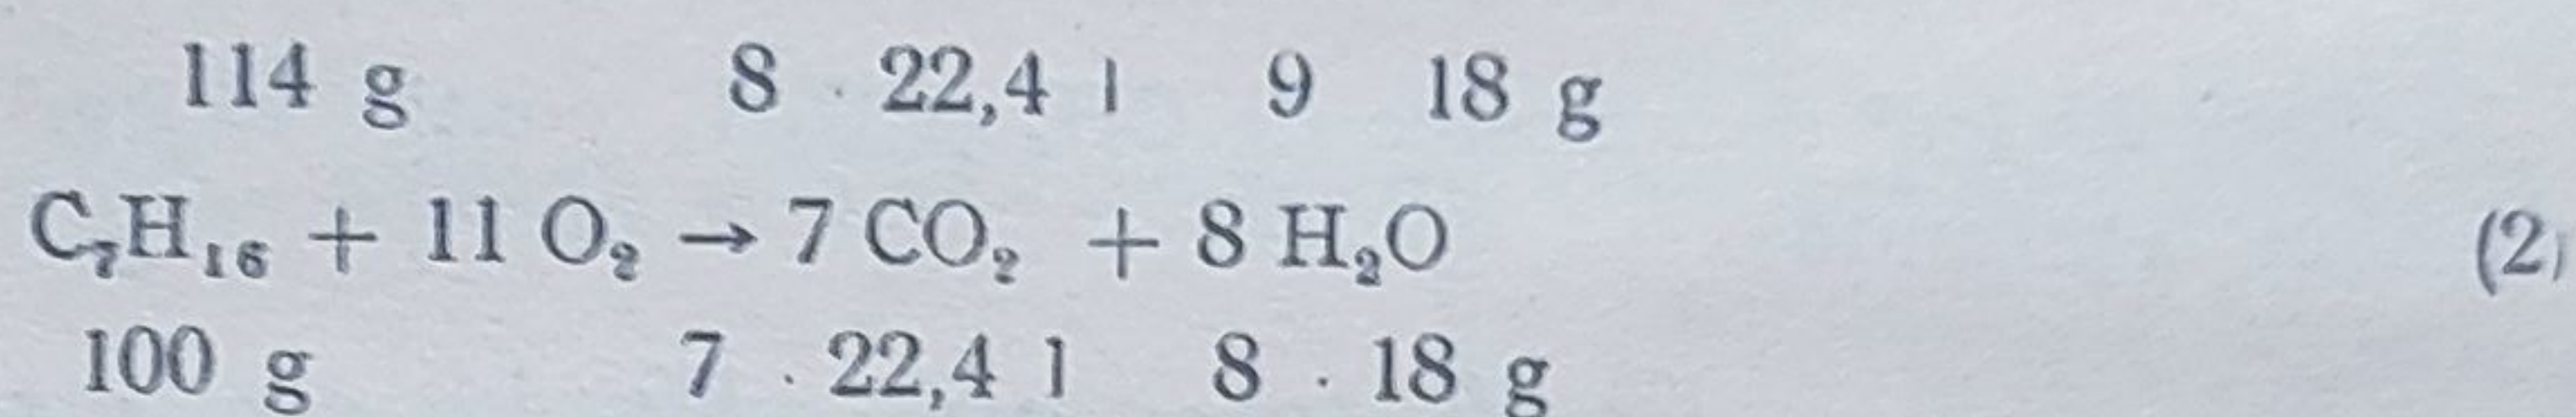 114 g 8 · 22,4 l 9 18 g
C₇H₁₆ + 11 O₂ → 7 CO₂ + 8 H₂O (2)
100 g 7 · 22,4 l 8 · 18 g